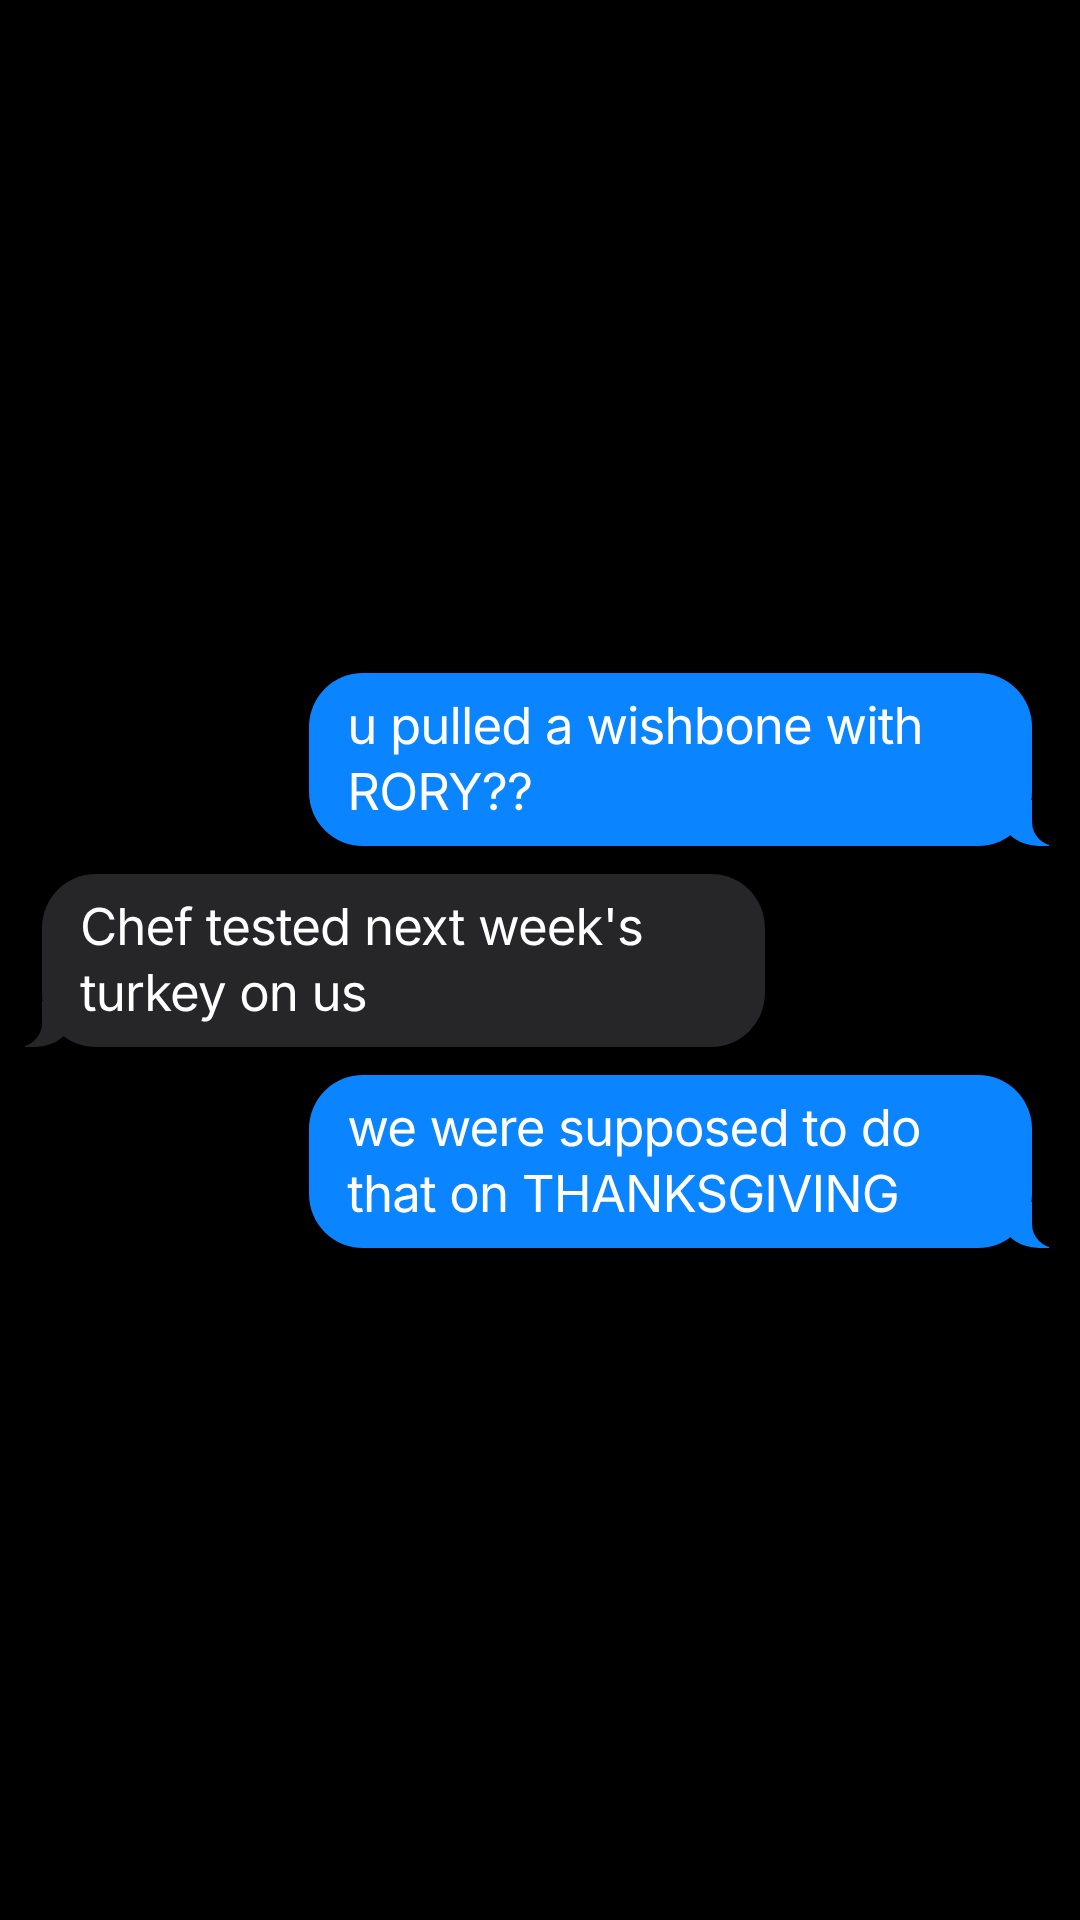 u pulled a wishbone with
RORY??
Chef tested next week's
turkey on us
we were supposed to do
that on THANKSGIVING